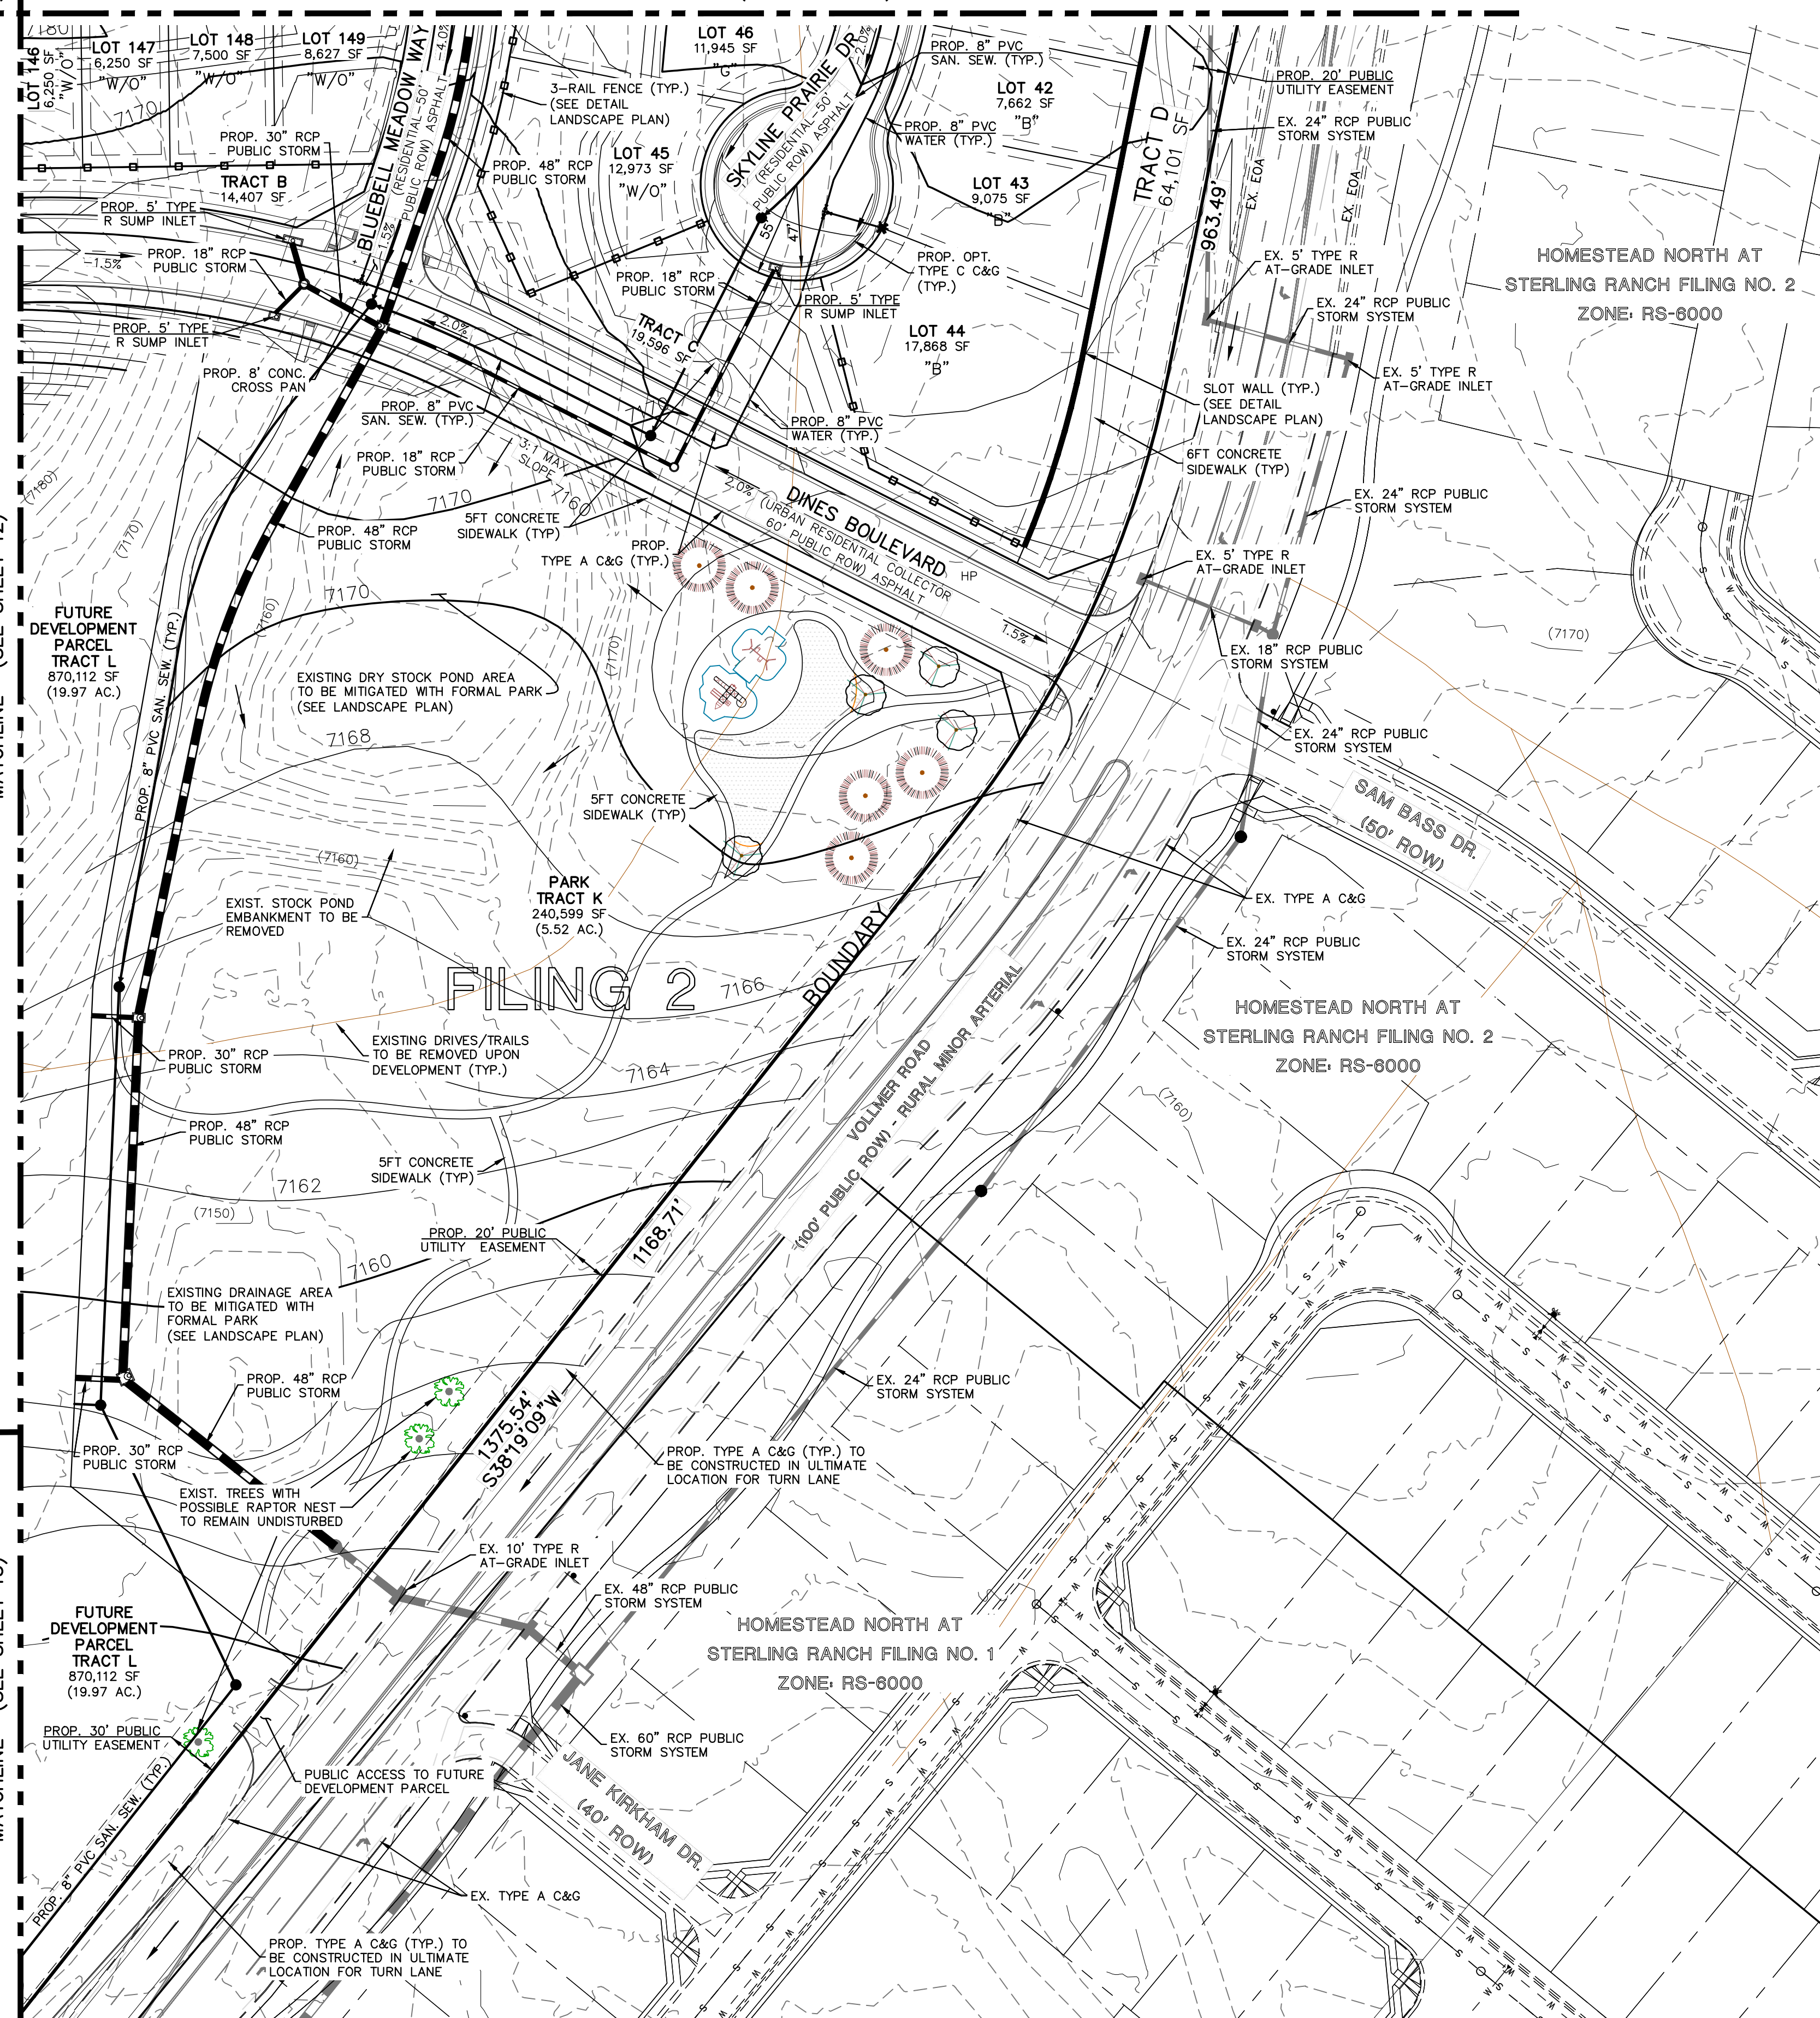 7180
LOT 146
6,250 SF
"W/O"
LOT 147
6,250 SF
"W/O"
LOT 148
7,500 SF
"W/O"
LOT 149
8,627 SF
"W/O"
BLUEBELL MEADOW WAY
(RESIDENTIAL-50'
PUBLIC ROW) ASPHALT
-4.0%
-1.5%
LOT 46
11,945 SF
"G"
SKYLINE PRAIRIE DR.
(RESIDENTIAL-50'
PUBLIC ROW) ASPHALT
-2.0%
PROP. 8" PVC
SAN. SEW. (TYP.)
LOT 42
7,662 SF
"B"
PROP. 20' PUBLIC
UTILITY EASEMENT
3-RAIL FENCE (TYP.)
(SEE DETAIL
LANDSCAPE PLAN)
7170
PROP. 30" RCP
PUBLIC STORM
PROP. 48" RCP
PUBLIC STORM
LOT 45
12,973 SF
"W/O"
PROP. 8" PVC
WATER (TYP.)
TRACT D
64,101 SF
EX. 24" RCP PUBLIC
STORM SYSTEM
963.49'
EX. EOA
EX. EOA
TRACT B
14,407 SF
LOT 43
9,075 SF
"B"
PROP. 5' TYPE
R SUMP INLET
-1.5%
PROP. 18" RCP
PUBLIC STORM
55'
47'
PROP. 18" RCP
PUBLIC STORM
PROP. OPT.
TYPE C C&G
(TYP.)
EX. 5' TYPE R
AT-GRADE INLET
HOMESTEAD NORTH AT
STERLING RANCH FILING NO. 2
ZONE: RS-6000
PROP. 5' TYPE
R SUMP INLET
EX. 24" RCP PUBLIC
STORM SYSTEM
PROP. 5' TYPE
R SUMP INLET
-2.0%
TRACT C
19,596 SF
LOT 44
17,868 SF
"B"
PROP. 8' CONC.
CROSS PAN
EX. 5' TYPE R
AT-GRADE INLET
SLOT WALL (TYP.)
(SEE DETAIL
LANDSCAPE PLAN)
PROP. 8" PVC
SAN. SEW. (TYP.)
PROP. 8" PVC
WATER (TYP.)
3:1 MAX
SLOPE
PROP. 18" RCP
PUBLIC STORM
6FT CONCRETE
SIDEWALK (TYP)
(7180)
7170
7160
-2.0%
DINES BOULEVARD
(URBAN RESIDENTIAL COLLECTOR
60' PUBLIC ROW) ASPHALT
HP
EX. 24" RCP PUBLIC
STORM SYSTEM
(7170)
PROP. 48" RCP
PUBLIC STORM
5FT CONCRETE
SIDEWALK (TYP)
PROP.
TYPE A C&G (TYP.)
EX. 5' TYPE R
AT-GRADE INLET
7170
(7160)
(7170)
1.5%
FUTURE
DEVELOPMENT
PARCEL
TRACT L
870,112 SF
(19.97 AC.)
PROP. 8" PVC SAN. SEW. (TYP.)
(7170)
EX. 18" RCP PUBLIC
STORM SYSTEM
EXISTING DRY STOCK POND AREA
TO BE MITIGATED WITH FORMAL PARK
(SEE LANDSCAPE PLAN)
7168
EX. 24" RCP PUBLIC
STORM SYSTEM
5FT CONCRETE
SIDEWALK (TYP)
SAM BASS DR.
(50' ROW)
(7160)
PARK
TRACT K
240,599 SF
(5.52 AC.)
EXIST. STOCK POND
EMBANKMENT TO BE
REMOVED
EX. TYPE A C&G
EX. 24" RCP PUBLIC
STORM SYSTEM
BOUNDARY
FILING 2
7166
HOMESTEAD NORTH AT
STERLING RANCH FILING NO. 2
ZONE: RS-6000
EXISTING DRIVES/TRAILS
TO BE REMOVED UPON
DEVELOPMENT (TYP.)
PROP. 30" RCP
PUBLIC STORM
7164
VOLLMER ROAD
(100' PUBLIC ROW) - RURAL MINOR ARTERIAL
(7160)
PROP. 48" RCP
PUBLIC STORM
5FT CONCRETE
SIDEWALK (TYP)
7162
(7150)
PROP. 20' PUBLIC
UTILITY EASEMENT
1168.71'
7160
EXISTING DRAINAGE AREA
TO BE MITIGATED WITH
FORMAL PARK
(SEE LANDSCAPE PLAN)
PROP. 48" RCP
PUBLIC STORM
EX. 24" RCP PUBLIC
STORM SYSTEM
1375.54'
S38°19'09"W
PROP. 30" RCP
PUBLIC STORM
PROP. TYPE A C&G (TYP.) TO
BE CONSTRUCTED IN ULTIMATE
LOCATION FOR TURN LANE
EXIST. TREES WITH
POSSIBLE RAPTOR NEST
TO REMAIN UNDISTURBED
EX. 10' TYPE R
AT-GRADE INLET
EX. 48" RCP PUBLIC
STORM SYSTEM
FUTURE
DEVELOPMENT
PARCEL
TRACT L
870,112 SF
(19.97 AC.)
HOMESTEAD NORTH AT
STERLING RANCH FILING NO. 1
ZONE: RS-6000
PROP. 30' PUBLIC
UTILITY EASEMENT
EX. 60" RCP PUBLIC
STORM SYSTEM
PUBLIC ACCESS TO FUTURE
DEVELOPMENT PARCEL
JANE KIRKHAM DR.
(40' ROW)
PROP. 8" PVC SAN. SEW. (TYP.)
EX. TYPE A C&G
PROP. TYPE A C&G (TYP.) TO
BE CONSTRUCTED IN ULTIMATE
LOCATION FOR TURN LANE